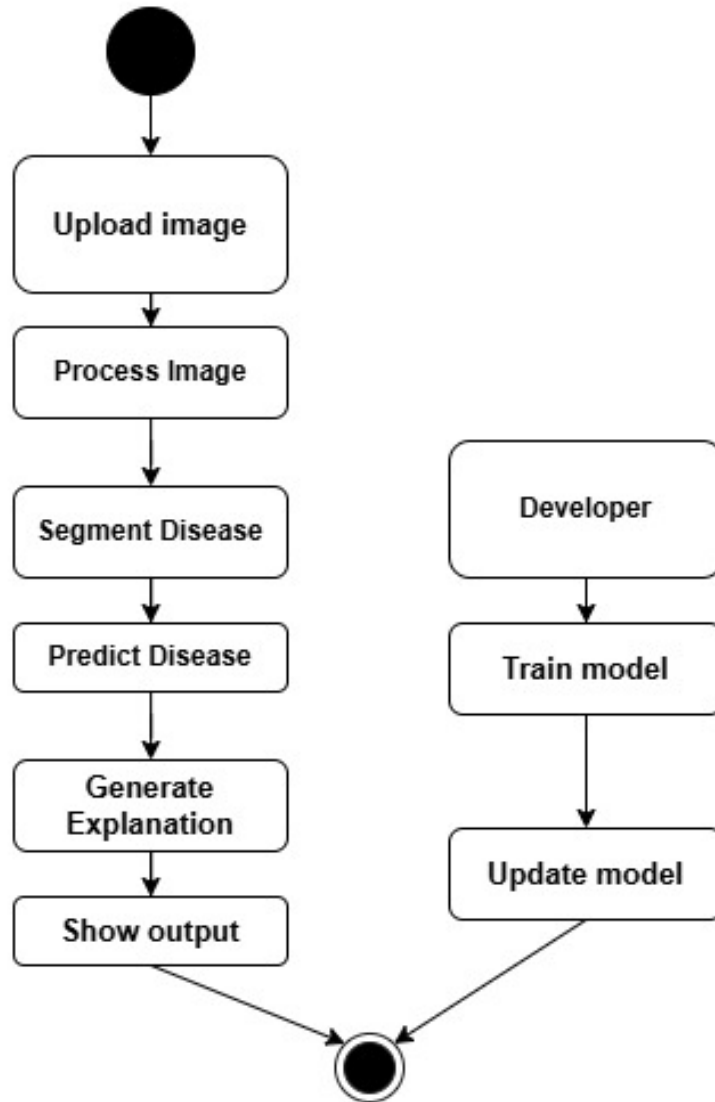 Upload image
Process Image
Segment Disease
Predict Disease
Generate
Explanation
Show output
Developer
Train model
Update model